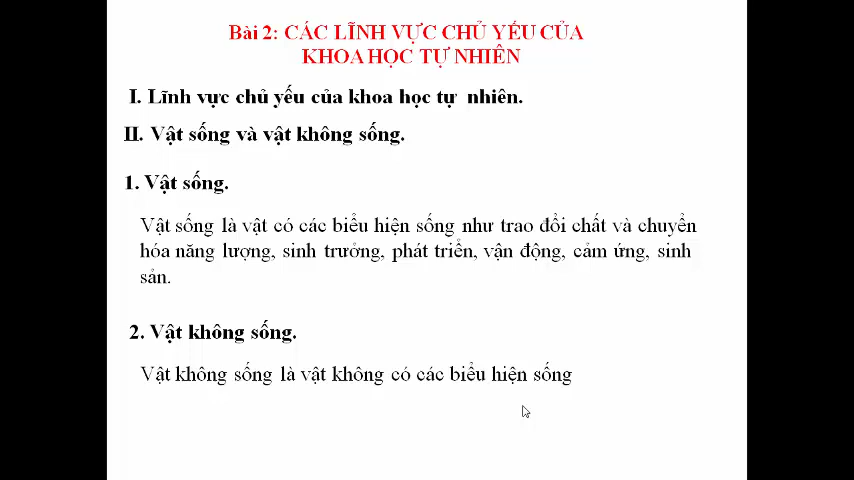 Bài 2: CÁC LĨNH VỰC CHỦ YẾU CỦA
KHOA HỌC TỰ NHIÊN
I. Lĩnh vực chủ yếu của khoa học tự nhiên.
II. Vật sống và vật không sống.
1. Vật sống.
Vật sống là vật có các biểu hiện sống như trao đổi chất và chuyển
hóa năng lượng, sinh trưởng, phát triển, vận động, cảm ứng, sinh
sản.
2. Vật không sống.
Vật không sống là vật không có các biểu hiện sống